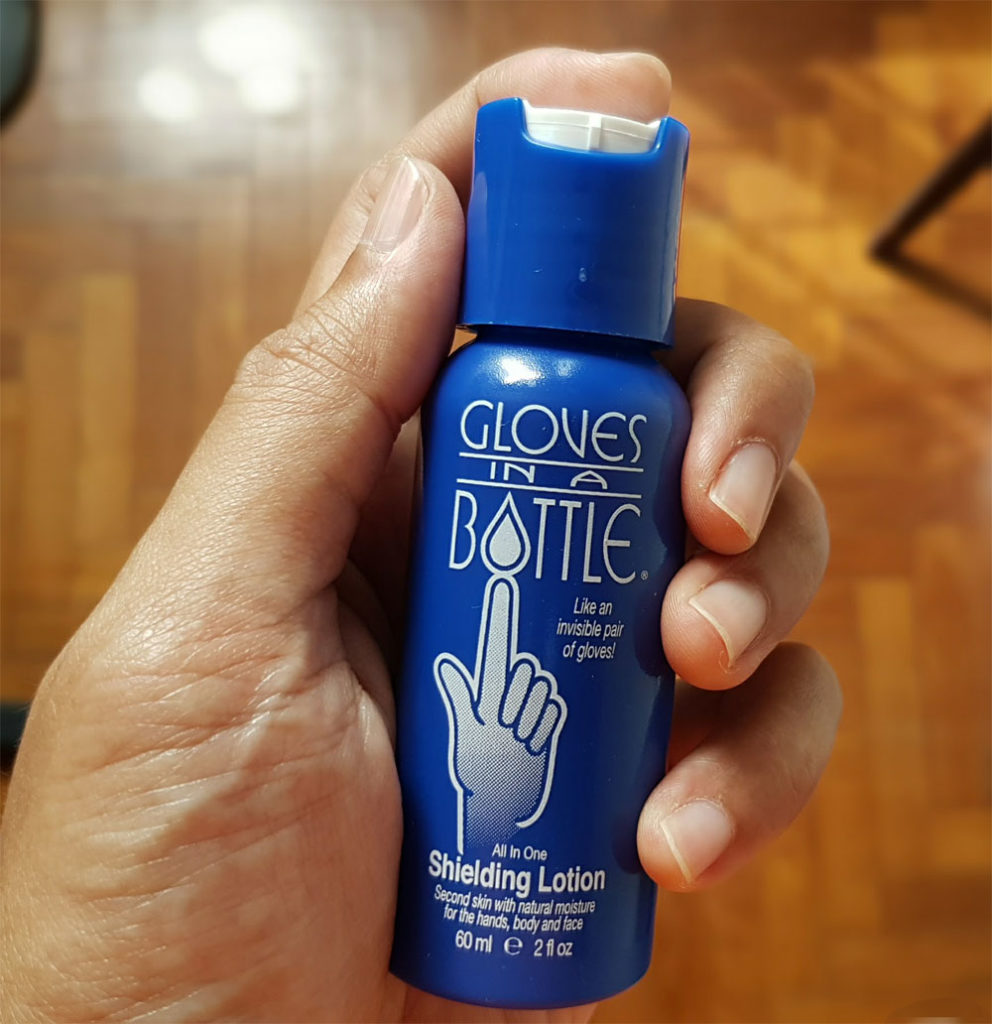 GLOVES
IN A
BOTTLE®
Like an
invisible pair
of gloves!
All In One
Shielding Lotion
Second skin with natural moisture
for the hands, body and face
60 ml ℮ 2 fl oz